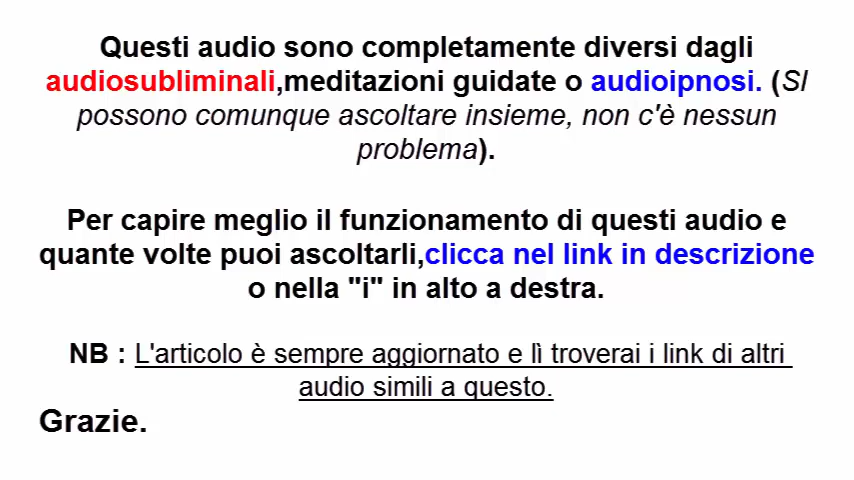 Questi audio sono completamente diversi dagli
audiosubliminali,meditazioni guidate o audioipnosi. (SI
possono comunque ascoltare insieme, non c'è nessun
problema).
Per capire meglio il funzionamento di questi audio e
quante volte puoi ascoltarli,clicca nel link in descrizione
o nella "i" in alto a destra.
NB : L'articolo è sempre aggiornato e lì troverai i link di altri
audio simili a questo.
Grazie.